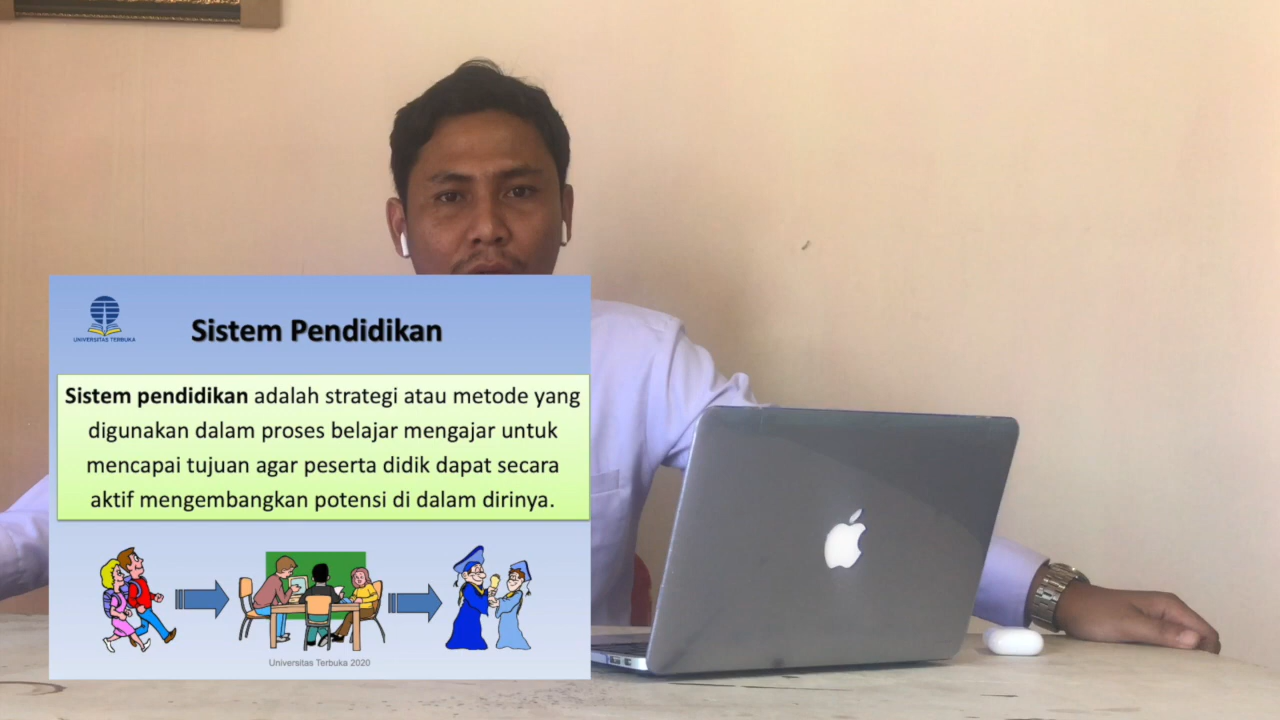 UNIVERSITAS TERBUKA
Sistem Pendidikan
Sistem pendidikan adalah strategi atau metode yang
digunakan dalam proses belajar mengajar untuk
mencapai tujuan agar peserta didik dapat secara
aktif mengembangkan potensi di dalam dirinya.
Universitas Terbuka 2020